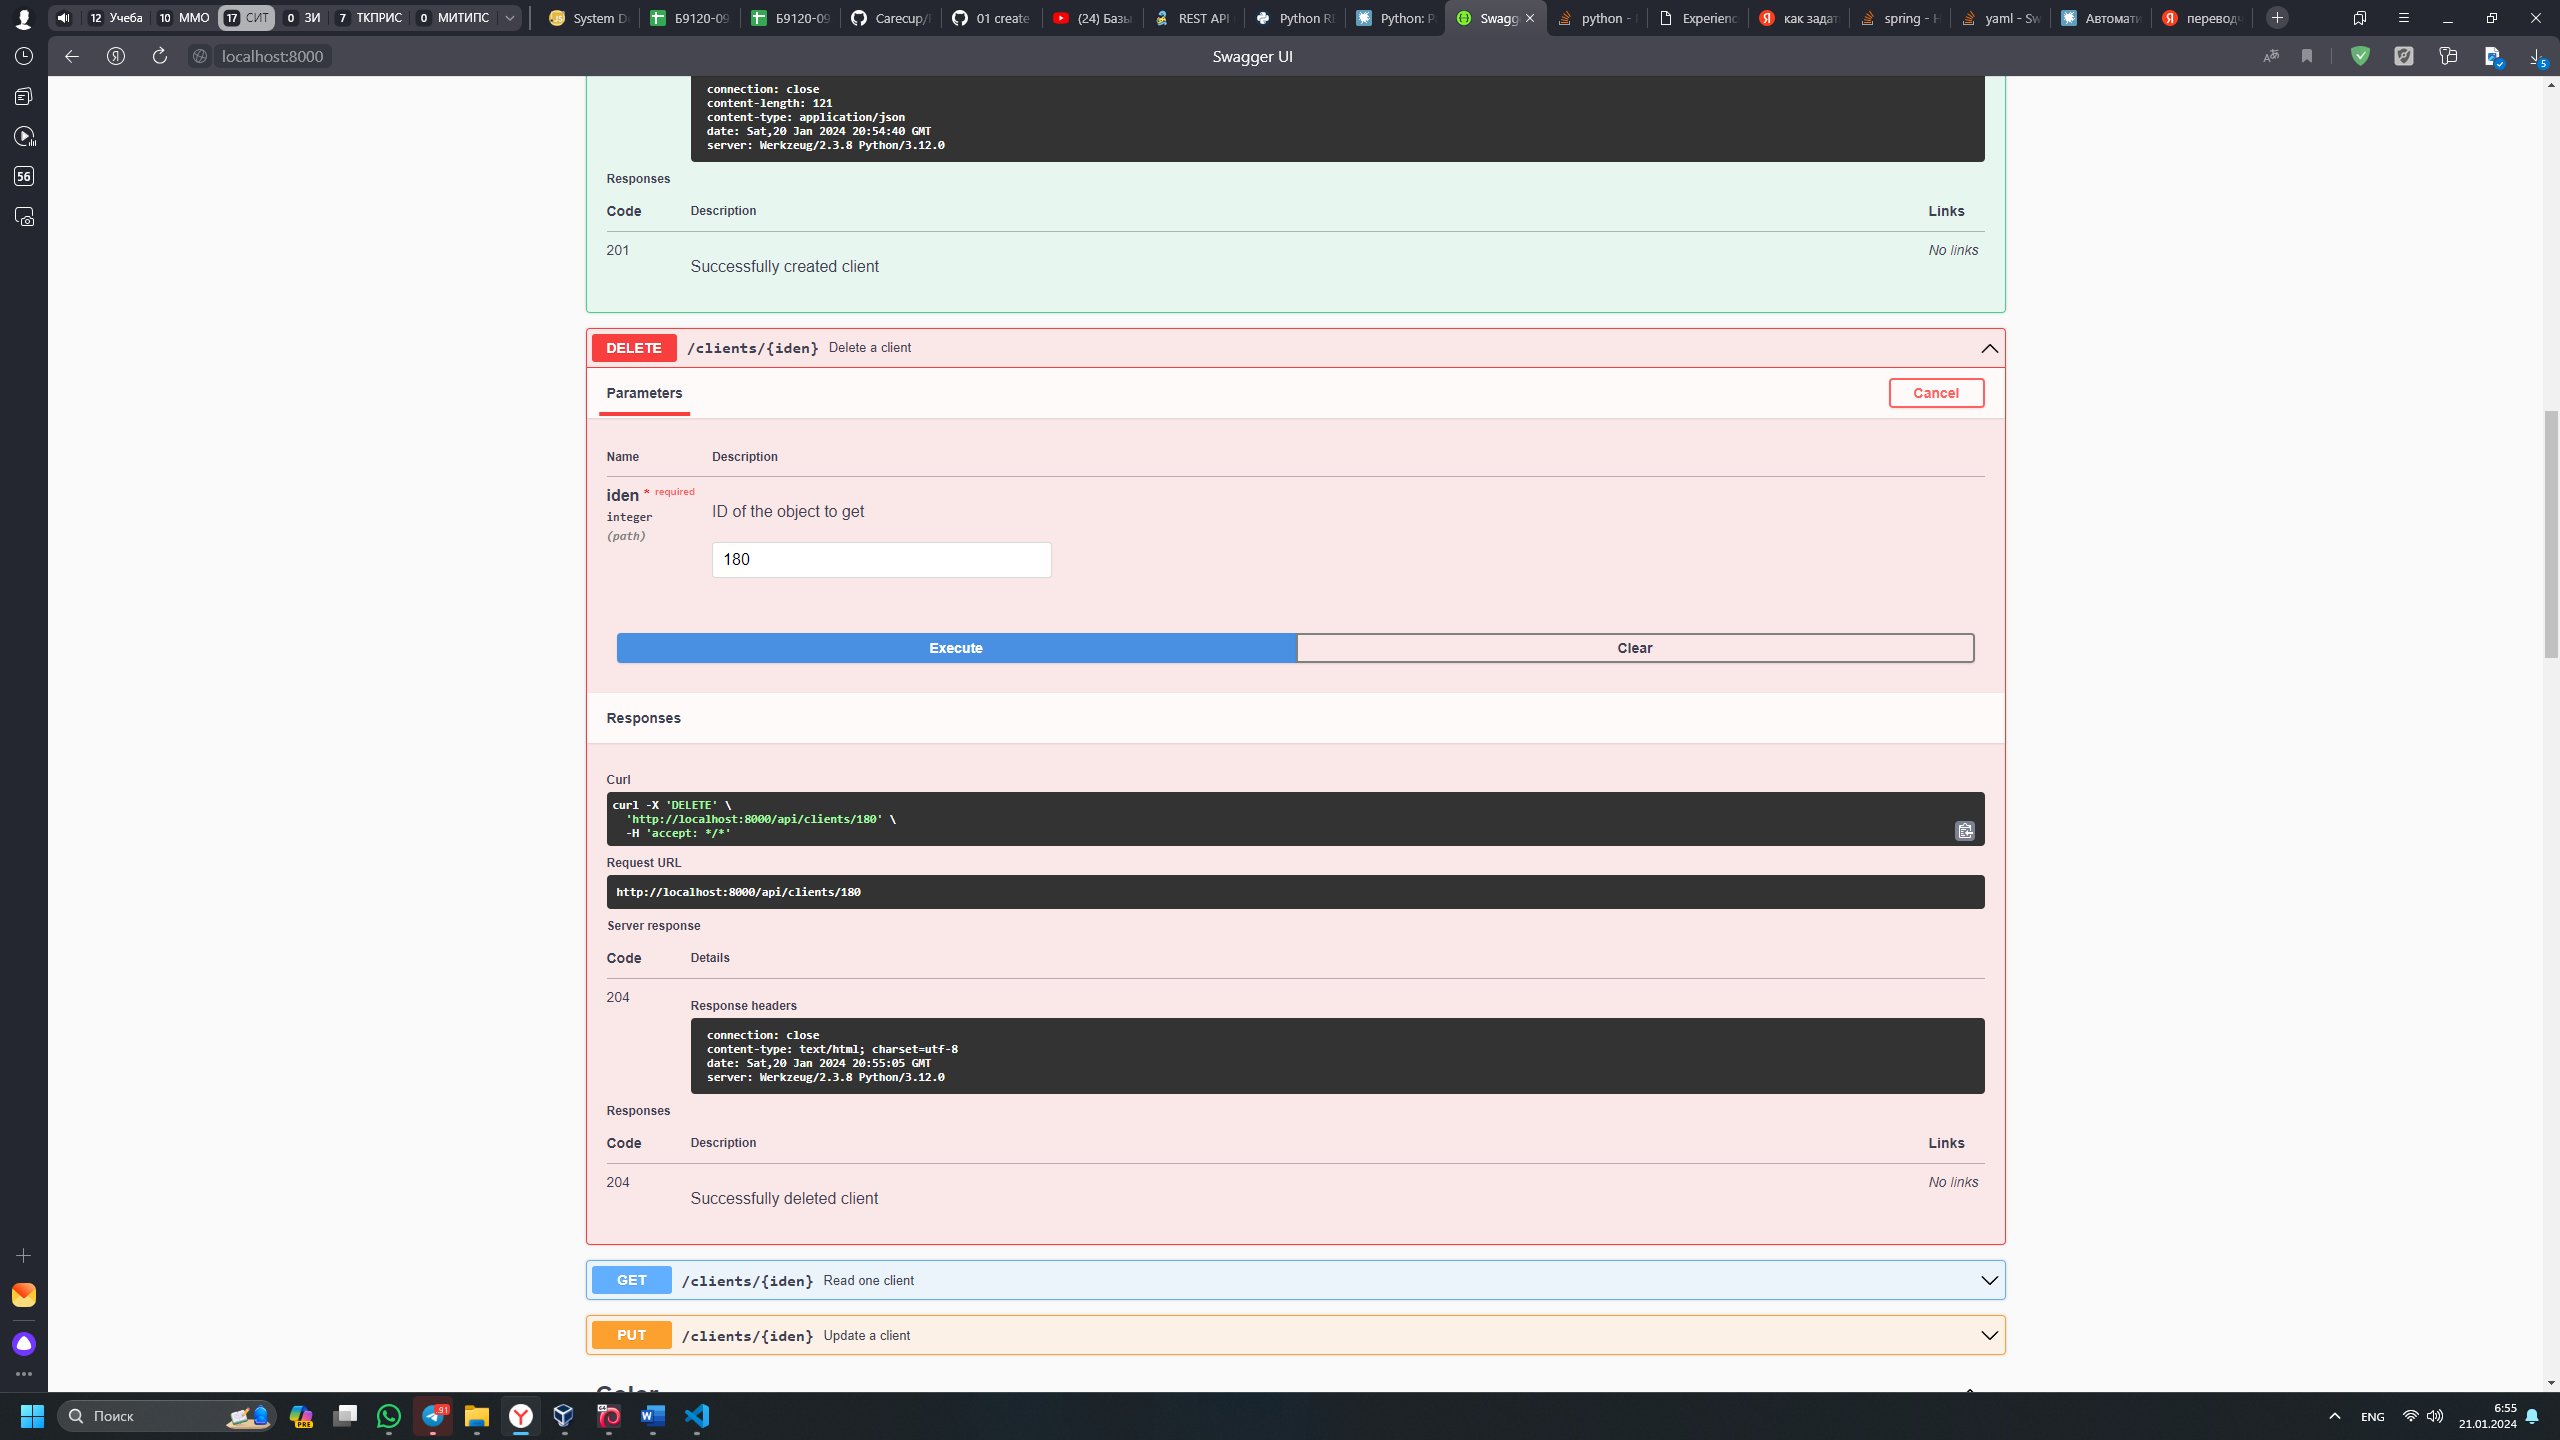 12 Учеба 10 ММО 17 СИТ 0 ЗИ 7 ТКПРИС 0 МИТИПС
System D Б9120-09 Б9120-09 Carecup/ 01 create (24) Базы REST API Python RE Python: Р Swagg python - Experienc как задат spring - H yaml - Sw Автомати переводч
localhost:8000 Swagger UI
56
connection: close
content-length: 121
content-type: application/json
date: Sat,20 Jan 2024 20:54:40 GMT
server: Werkzeug/2.3.8 Python/3.12.0
Responses
Code Description Links
201 No links
Successfully created client
DELETE /clients/{iden} Delete a client
Parameters Cancel
Name Description
iden * required
integer
(path)
ID of the object to get
180
Execute Clear
Responses
Curl
curl -X 'DELETE' \
'http://localhost:8000/api/clients/180' \
-H 'accept: */*'
Request URL
http://localhost:8000/api/clients/180
Server response
Code Details
204
Response headers
connection: close
content-type: text/html; charset=utf-8
date: Sat,20 Jan 2024 20:55:05 GMT
server: Werkzeug/2.3.8 Python/3.12.0
Responses
Code Description Links
204 No links
Successfully deleted client
GET /clients/{iden} Read one client
PUT /clients/{iden} Update a client
Color
Поиск PRE 91 ENG 6:55
21.01.2024
5